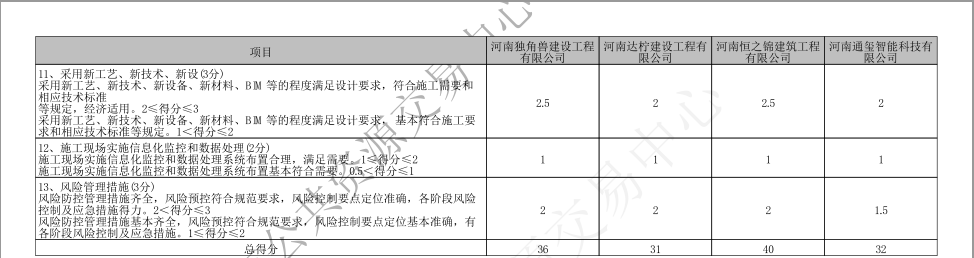 项目 河南独角兽建设工程有限公司 河南达柠建设工程有限公司 河南恒之锦建筑工程有限公司 河南通玺智能科技有限公司
11、采用新工艺、新技术、新设(3分)
采用新工艺、新技术、新设备、新材料、BIM 等的程度满足设计要求，符合施工需要和
相应技术标准
等规定，经济适用。2≤得分≤3
采用新工艺、新技术、新设备、新材料、BIM 等的程度满足设计要求，基本符合施工要
求和相应技术标准等规定。1<得分≤2
2.5 2 2.5 2
12、施工现场实施信息化监控和数据处理(2分)
施工现场实施信息化监控和数据处理系统布置合理，满足需要。1≤得分≤2
施工现场实施信息化监控和数据处理系统布置基本符合需要。0.5<得分≤1
1 1 1 1
13、风险管理措施(3分)
风险防控管理措施齐全，风险预控符合规范要求，风险控制要点定位准确，各阶段风险
控制及应急措施得力。2<得分≤3
风险防控管理措施基本齐全，风险预控符合规范要求，风险控制要点定位基本准确，有
各阶段风险控制及应急措施。1≤得分≤2
2 2 2 1.5
总得分 36 31 40 32
公共资源交易中心
交易中心